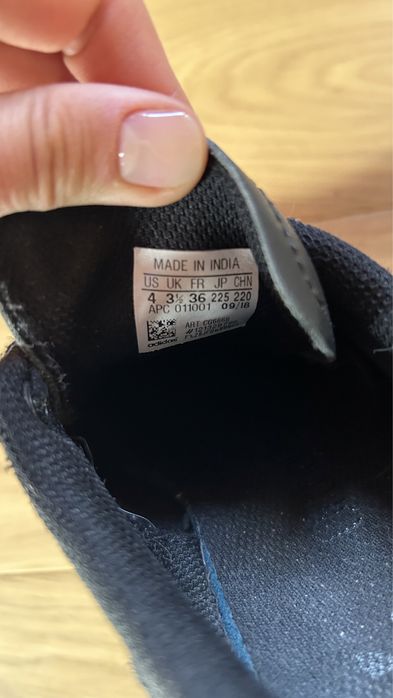 MADE IN INDIA
US UK FR JP CHN
4 3½ 36 225 220
APC 011001 09/18
ART
adidas